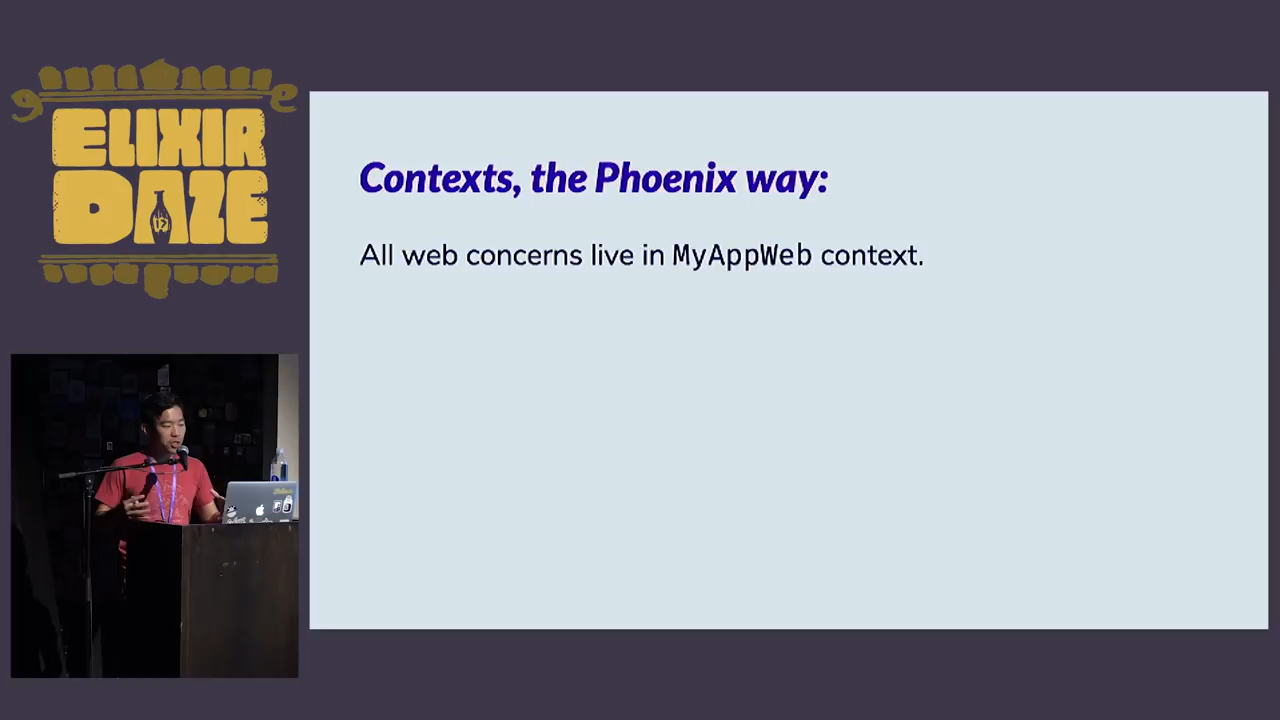 ELIXIR
DAZE
Contexts, the Phoenix way:
All web concerns live in MyAppWeb context.